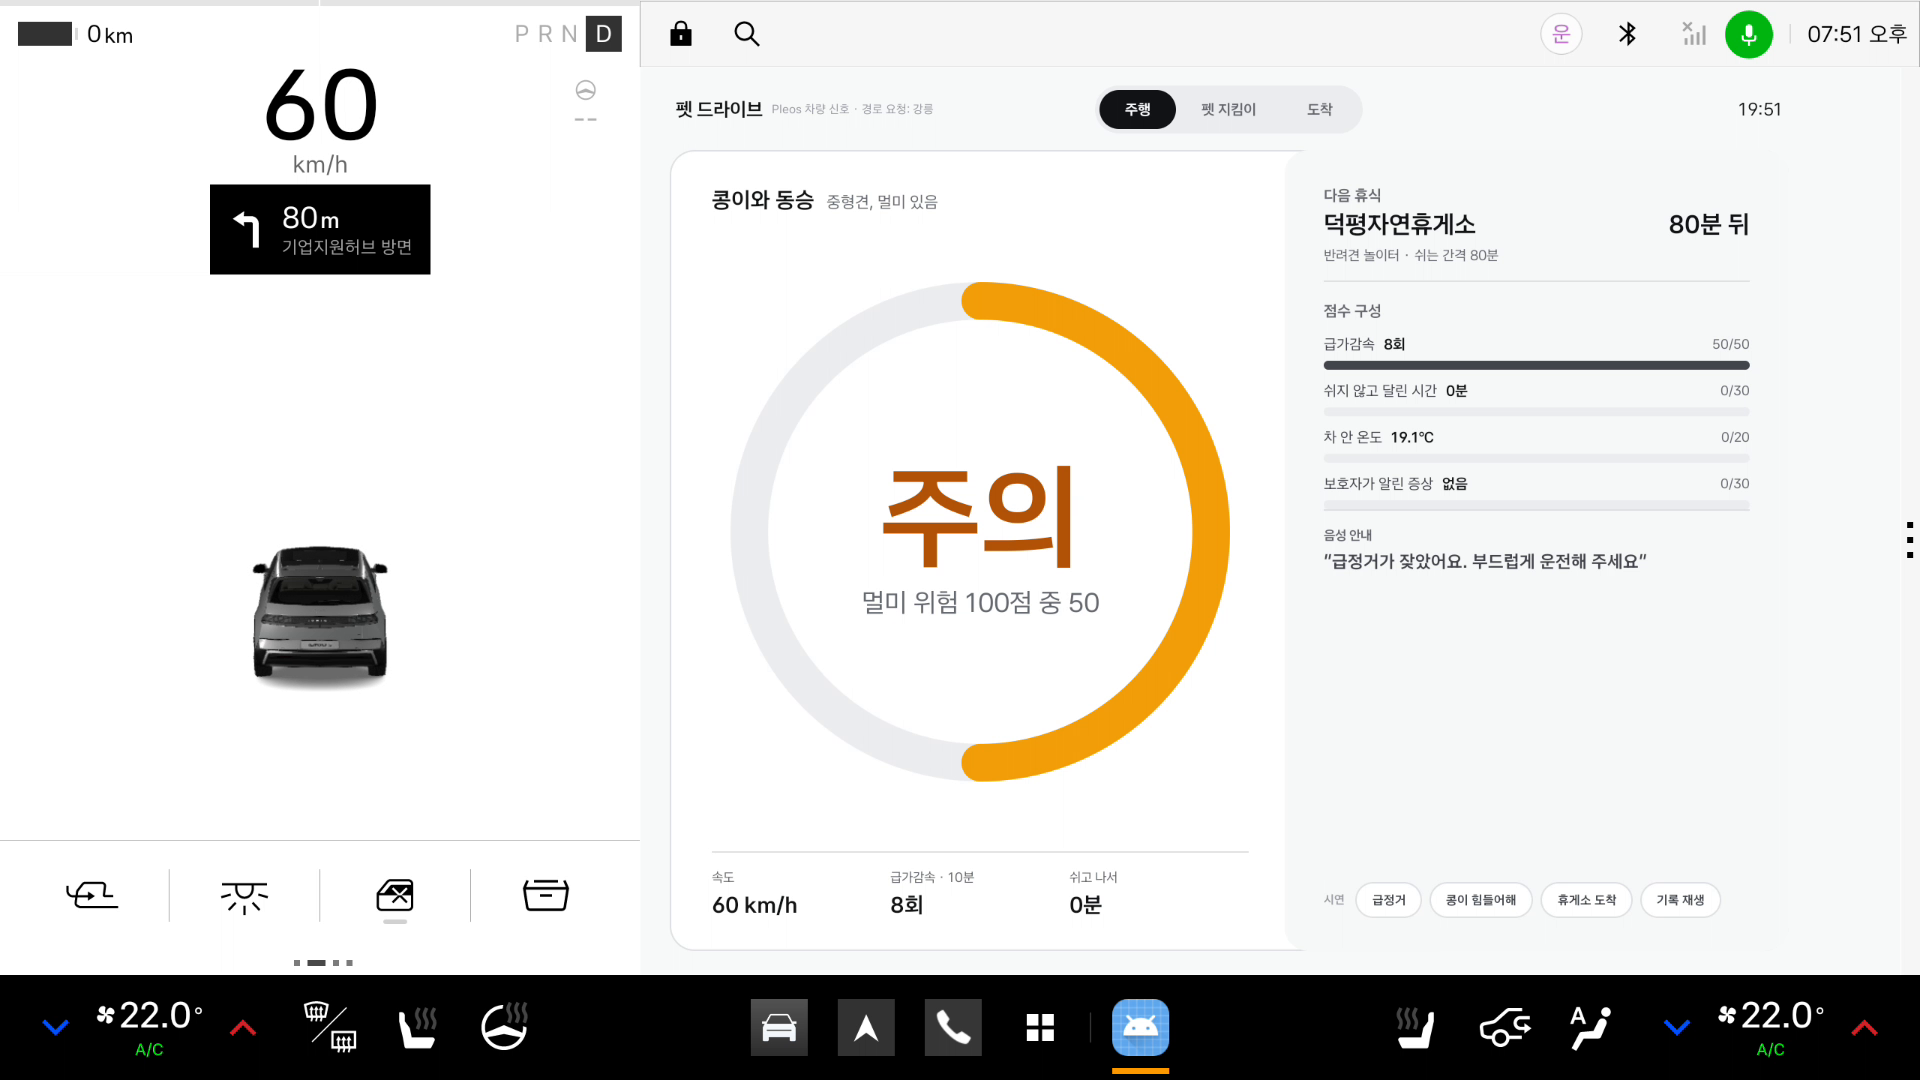 0 km
P R N D
60
km/h
80 m
기업지원허브 방면
운
07:51 오후
펫 드라이브 Pleos 차량 신호 · 경로 요청: 강릉
주행
펫 지킴이
도착
19:51
콩이와 동승 중형견, 멀미 있음
주의
멀미 위험 100점 중 50
속도
60 km/h
급가감속 · 10분
8회
쉬고 나서
0분
다음 휴식
덕평자연휴게소 80분 뒤
반려견 놀이터 · 쉬는 간격 80분
점수 구성
급가감속 8회 50/50
쉬지 않고 달린 시간 0분 0/30
차 안 온도 19.1°C 0/20
보호자가 알린 증상 없음 0/30
음성 안내
"급정거가 잦았어요. 부드럽게 운전해 주세요"
시연
급정거
콩이 힘들어해
휴게소 도착
기록 재생
22.0°
A/C
A
22.0°
A/C